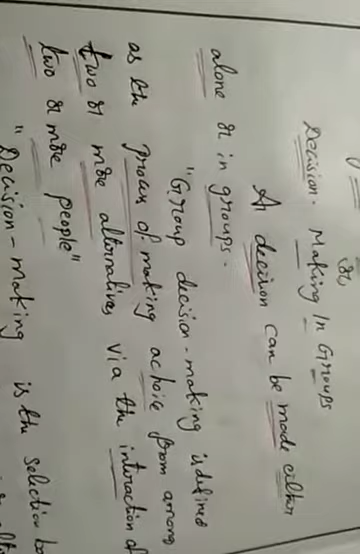 or
Decision-Making In Groups
A decision can be made either
alone or in groups.
"Group decision-making is defined
as the process of making a choice from among
two or more alternatives via the interaction of
two or more people"
"Decision-making is the selection